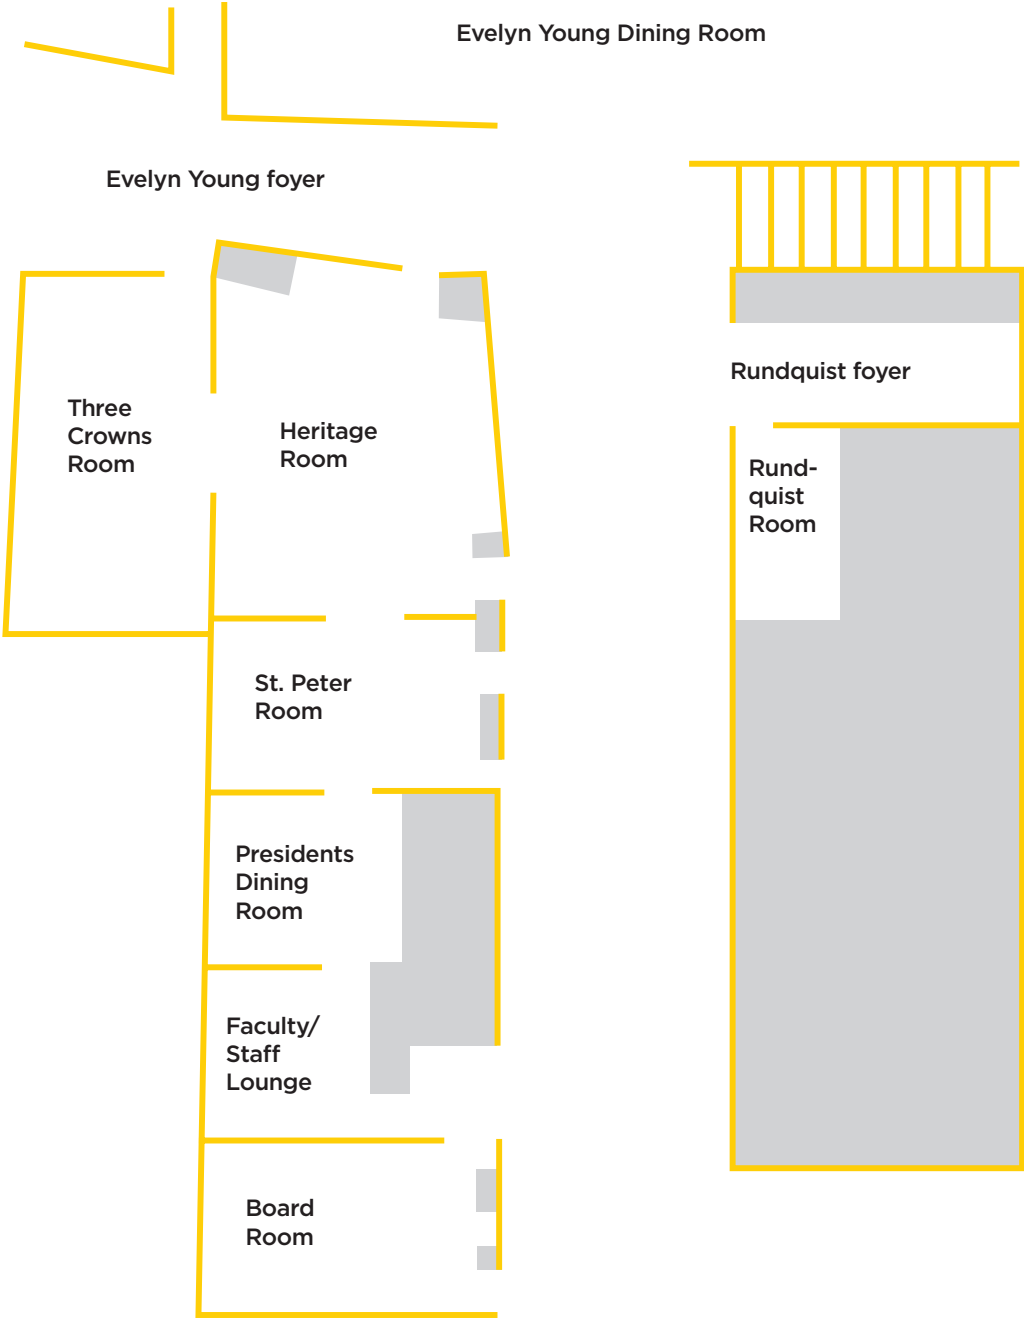 Evelyn Young Dining Room
Evelyn Young foyer
Three
Crowns
Room
Heritage
Room
Rundquist foyer
Rund-
quist
Room
St. Peter
Room
Presidents
Dining
Room
Faculty/
Staff
Lounge
Board
Room